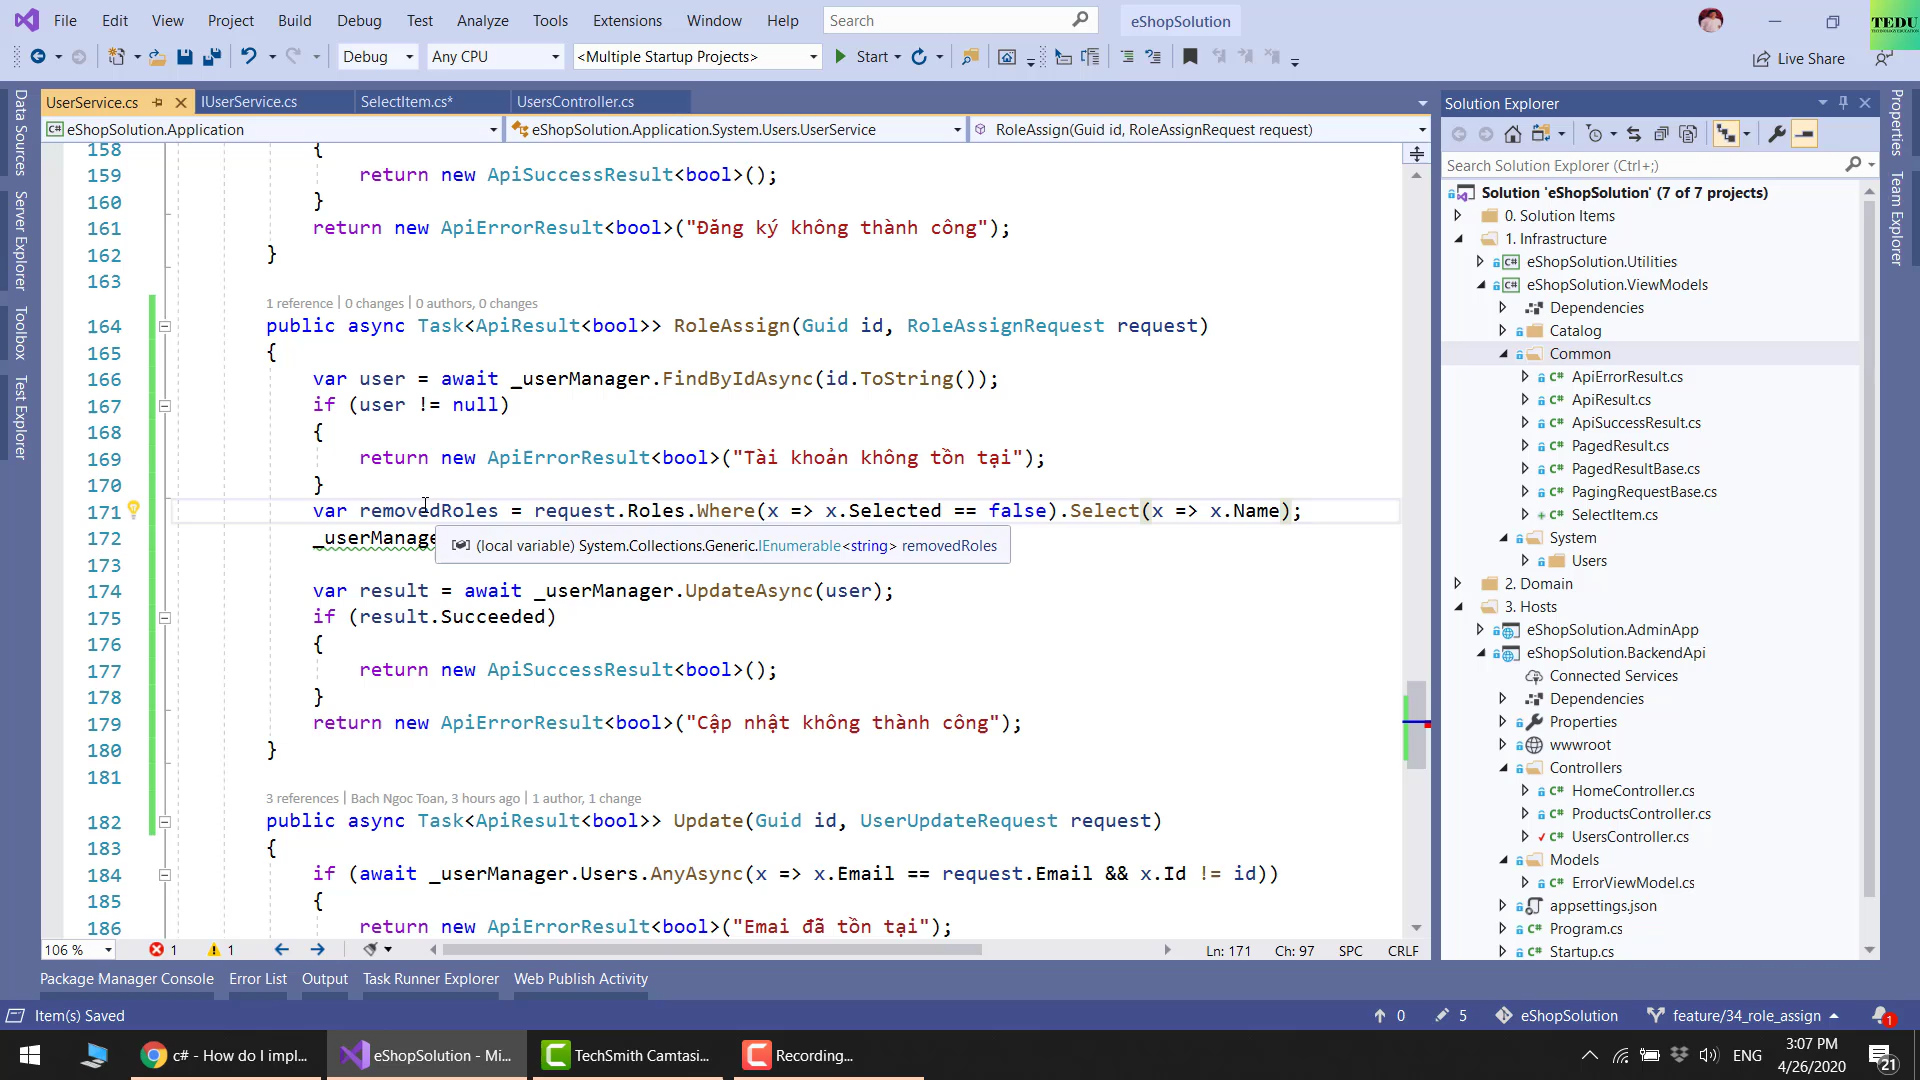 File Edit View Project Build Debug Test Analyze Tools Extensions Window Help Search eShopSolution
TEDU
Debug Any CPU <Multiple Startup Projects> Start Live Share
UserService.cs IUserService.cs SelectItem.cs* UsersController.cs
eShopSolution.Application eShopSolution.Application.System.Users.UserService RoleAssign(Guid id, RoleAssignRequest request)
Data Sources
Server Explorer
Toolbox
Test Explorer
158 {
159 return new ApiSuccessResult<bool>();
160 }
161 return new ApiErrorResult<bool>("Đăng ký không thành công");
162 }
163
1 reference | 0 changes | 0 authors, 0 changes
164 public async Task<ApiResult<bool>> RoleAssign(Guid id, RoleAssignRequest request)
165 {
166 var user = await _userManager.FindByIdAsync(id.ToString());
167 if (user != null)
168 {
169 return new ApiErrorResult<bool>("Tài khoản không tồn tại");
170 }
171 var removedRoles = request.Roles.Where(x => x.Selected == false).Select(x => x.Name);
172 _userManage
(local variable) System.Collections.Generic.IEnumerable<string> removedRoles
173
174 var result = await _userManager.UpdateAsync(user);
175 if (result.Succeeded)
176 {
177 return new ApiSuccessResult<bool>();
178 }
179 return new ApiErrorResult<bool>("Cập nhật không thành công");
180 }
181
3 references | Bach Ngoc Toan, 3 hours ago | 1 author, 1 change
182 public async Task<ApiResult<bool>> Update(Guid id, UserUpdateRequest request)
183 {
184 if (await _userManager.Users.AnyAsync(x => x.Email == request.Email && x.Id != id))
185 {
186 return new ApiErrorResult<bool>("Emai đã tồn tại");
106 % 1 1 Ln: 171 Ch: 97 SPC CRLF
Solution Explorer
Search Solution Explorer (Ctrl+;)
Solution 'eShopSolution' (7 of 7 projects)
0. Solution Items
1. Infrastructure
eShopSolution.Utilities
eShopSolution.ViewModels
Dependencies
Catalog
Common
ApiErrorResult.cs
ApiResult.cs
ApiSuccessResult.cs
PagedResult.cs
PagedResultBase.cs
PagingRequestBase.cs
SelectItem.cs
System
Users
2. Domain
3. Hosts
eShopSolution.AdminApp
eShopSolution.BackendApi
Connected Services
Dependencies
Properties
wwwroot
Controllers
HomeController.cs
ProductsController.cs
UsersController.cs
Models
ErrorViewModel.cs
appsettings.json
Program.cs
Startup.cs
Properties
Team Explorer
Package Manager Console Error List Output Task Runner Explorer Web Publish Activity
Item(s) Saved 0 5 eShopSolution feature/34_role_assign 1
c# - How do I impl... eShopSolution - Mi... TechSmith Camtasi... Recording... ENG 3:07 PM
4/26/2020 21